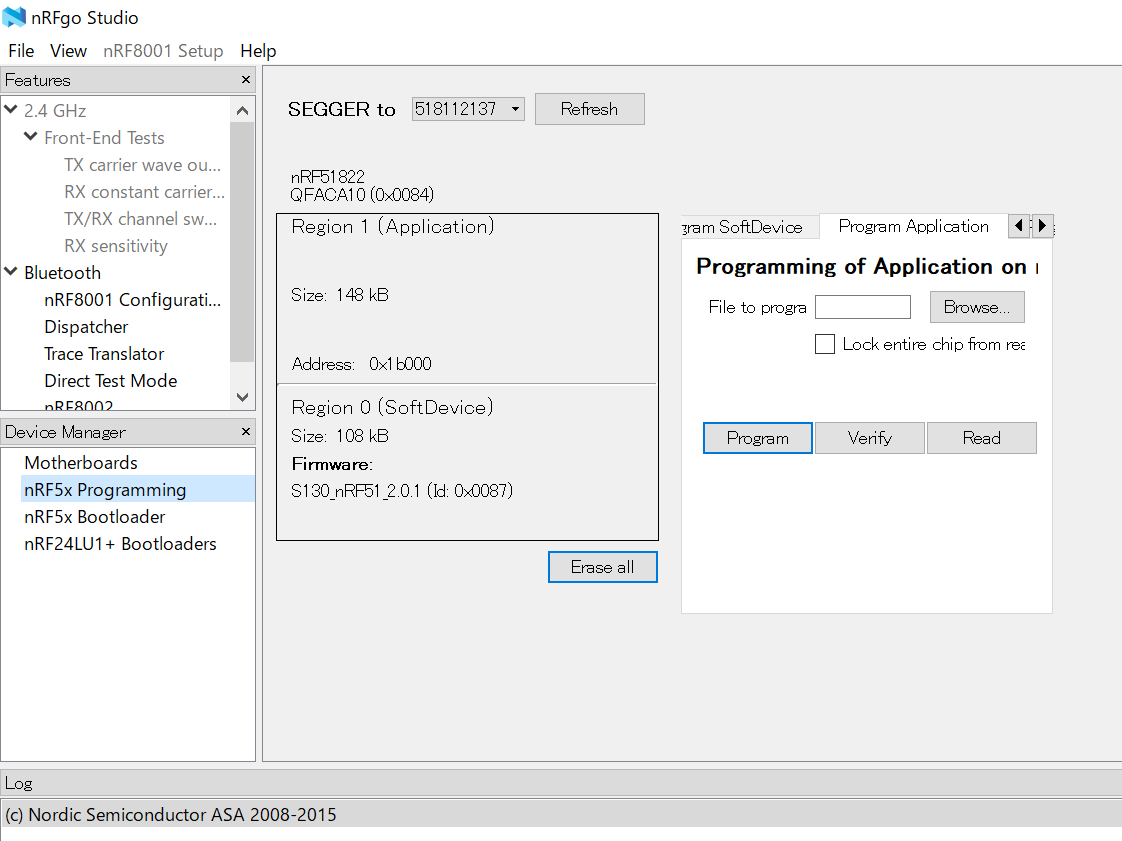 nRFgo Studio
File View nRF8001 Setup Help
Features ×
2.4 GHz
Front-End Tests
TX carrier wave ou...
RX constant carrier...
TX/RX channel sw...
RX sensitivity
Bluetooth
nRF8001 Configurati...
Dispatcher
Trace Translator
Direct Test Mode
nRF8002
Device Manager ×
Motherboards
nRF5x Programming
nRF5x Bootloader
nRF24LU1+ Bootloaders
SEGGER to 518112137 Refresh
nRF51822
QFACA10 (0x0084)
Region 1 (Application)
Size: 148 kB
Address: 0x1b000
Region 0 (SoftDevice)
Size: 108 kB
Firmware:
S130_nRF51_2.0.1 (Id: 0x0087)
Erase all
gram SoftDevice Program Application
Programming of Application on
File to progra Browse...
Lock entire chip from rea
Program Verify Read
Log
(c) Nordic Semiconductor ASA 2008-2015